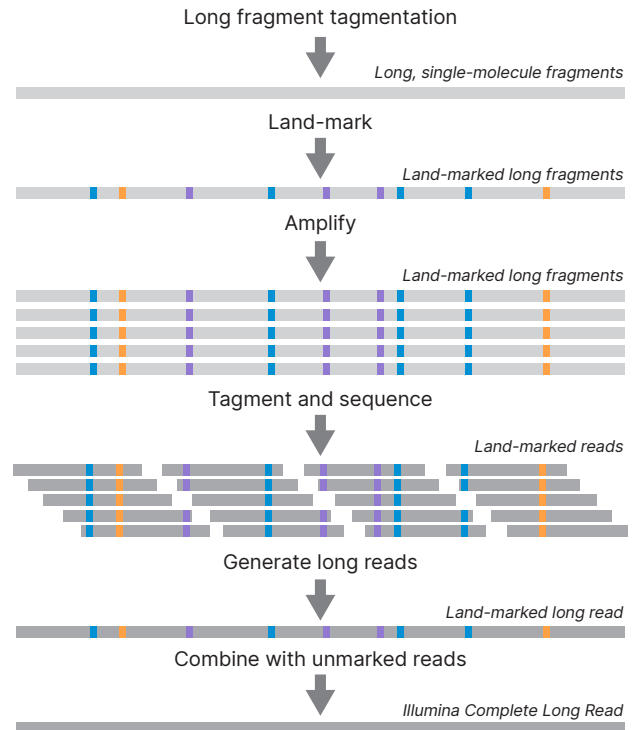 Long fragment tagmentation
Long, single-molecule fragments
Land-mark
Land-marked long fragments
Amplify
Land-marked long fragments
Tagment and sequence
Land-marked reads
Generate long reads
Land-marked long read
Combine with unmarked reads
Illumina Complete Long Read